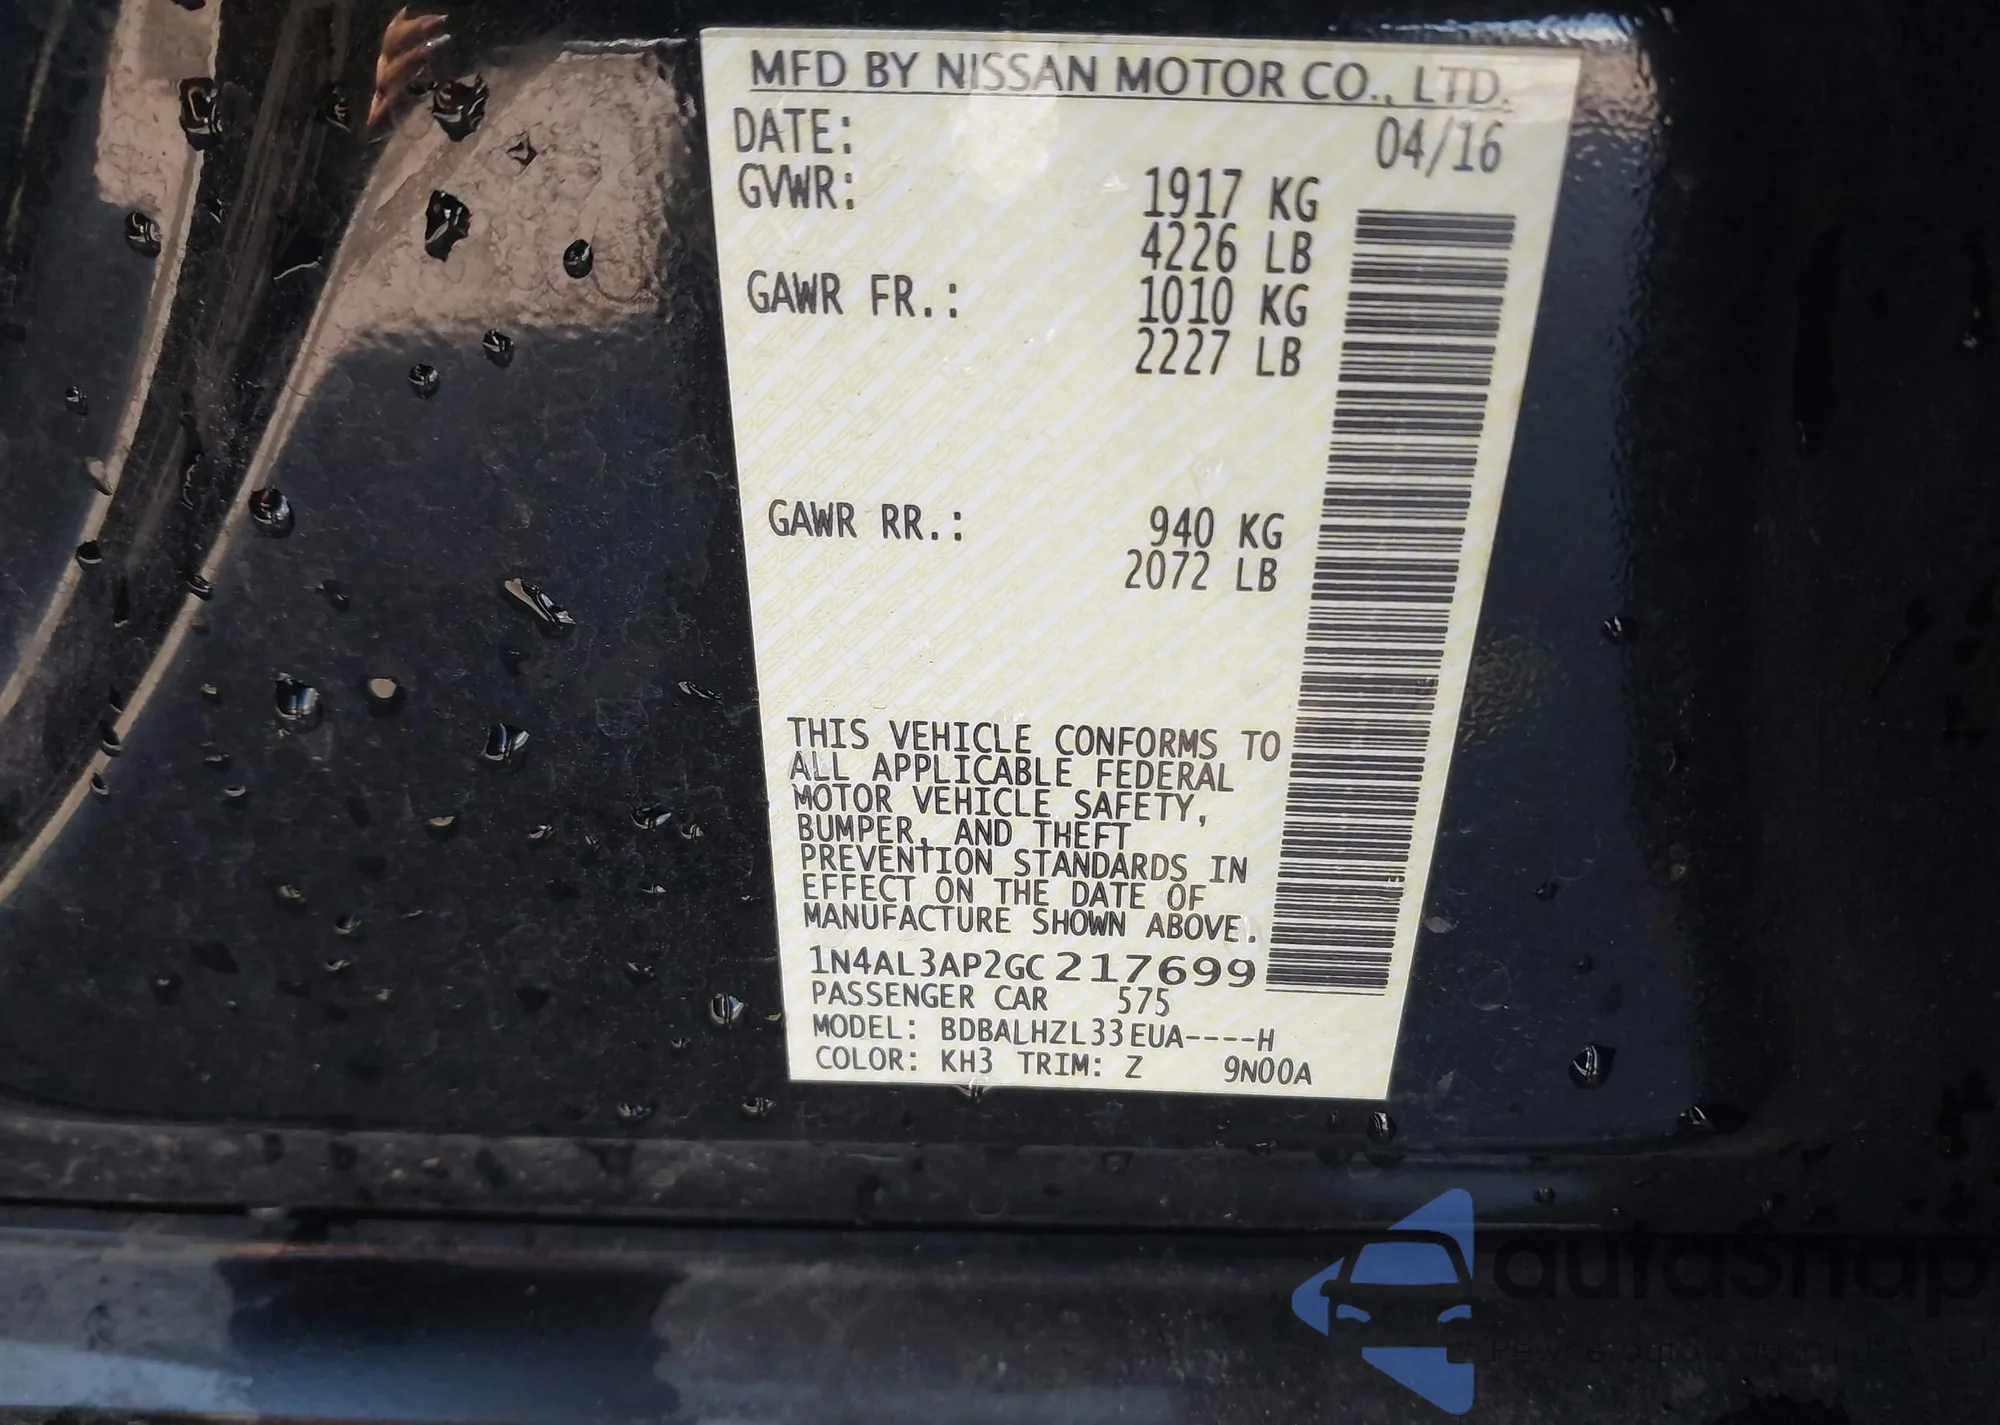 MFD BY NISSAN MOTOR CO., LTD.
DATE: 04/16
GVWR: 1917 KG
4226 LB
GAWR FR.: 1010 KG
2227 LB
GAWR RR.: 940 KG
2072 LB
THIS VEHICLE CONFORMS TO
ALL APPLICABLE FEDERAL
MOTOR VEHICLE SAFETY,
BUMPER, AND THEFT
PREVENTION STANDARDS IN
EFFECT ON THE DATE OF
MANUFACTURE SHOWN ABOVE.
1N4AL3AP2GC217699
PASSENGER CAR 575
MODEL: BDBALHZL33EUA----H
COLOR: KH3 TRIM: Z 9N00A
autasnap